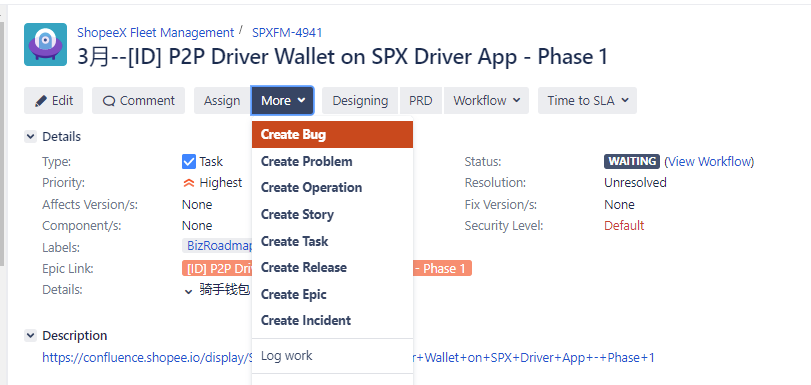 ShopeeX Fleet Management / SPXFM-4941
3月--[ID] P2P Driver Wallet on SPX Driver App - Phase 1
Edit Comment Assign More Designing PRD Workflow Time to SLA
Details
Type: Task
Priority: Highest
Affects Version/s: None
Component/s: None
Labels: BizRoadmap
Epic Link: [ID] P2P Dri - Phase 1
Details: 骑手钱包
Create Bug
Create Problem
Create Operation
Create Story
Create Task
Create Release
Create Epic
Create Incident
Log work
Status: WAITING (View Workflow)
Resolution: Unresolved
Fix Version/s: None
Security Level: Default
Description
https://confluence.shopee.io/display/ r+Wallet+on+SPX+Driver+App+-+Phase+1